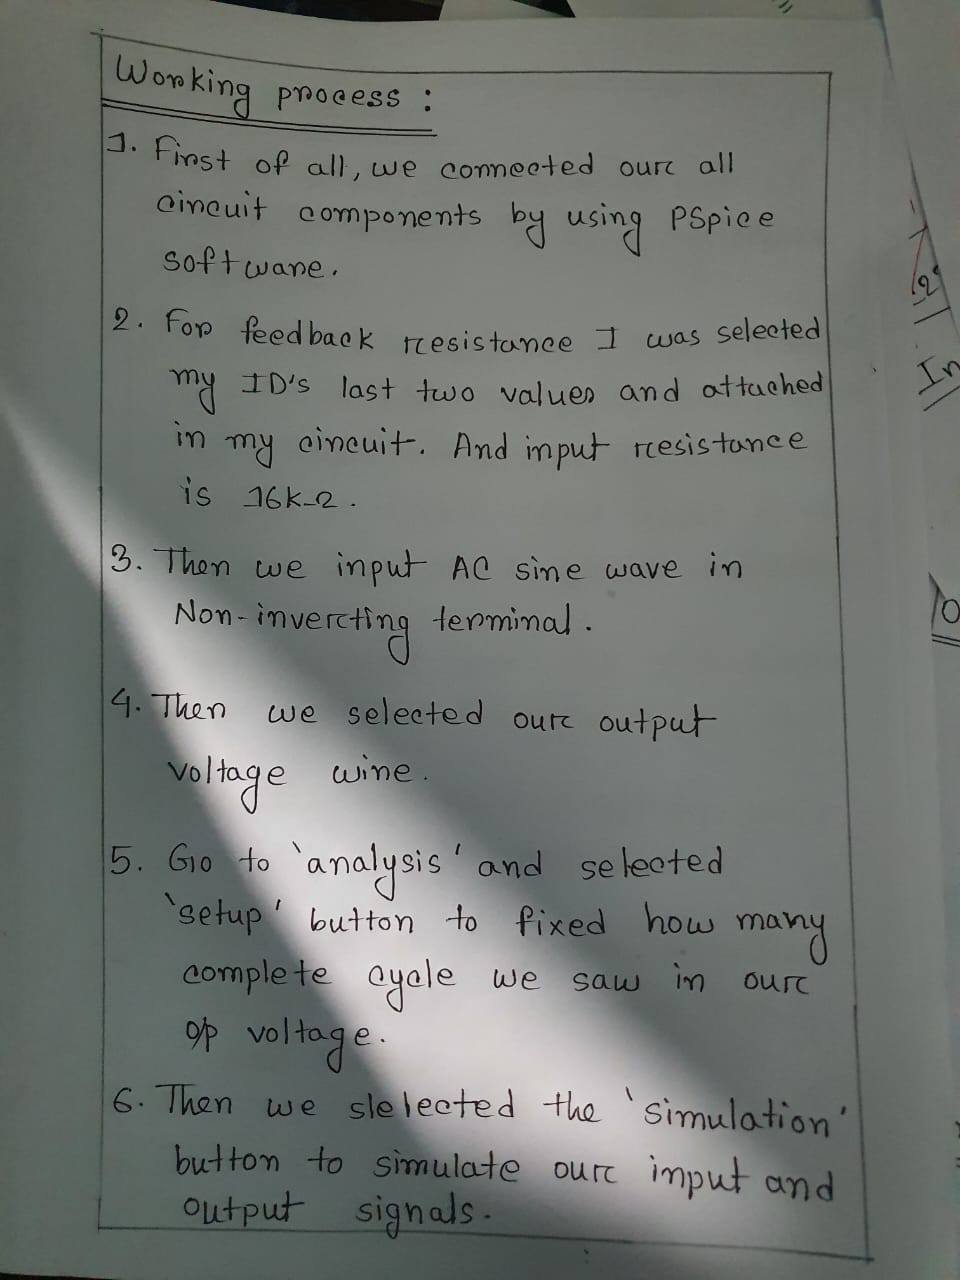 Working process :
1. First of all, we connected our all
circuit components by using PSpice
software.
2. For feedback resistance I was selected
my ID's last two values and attached
in my circuit. And input resistance
is 16kΩ.
3. Then we input AC sine wave in
Non-inverting terminal.
4. Then we selected our output
voltage wire.
5. Go to 'analysis' and selected
'setup' button to fixed how many
complete cycle we saw in our
o/p voltage.
6. Then we slelected the 'simulation'
button to simulate our input and
output signals.
In